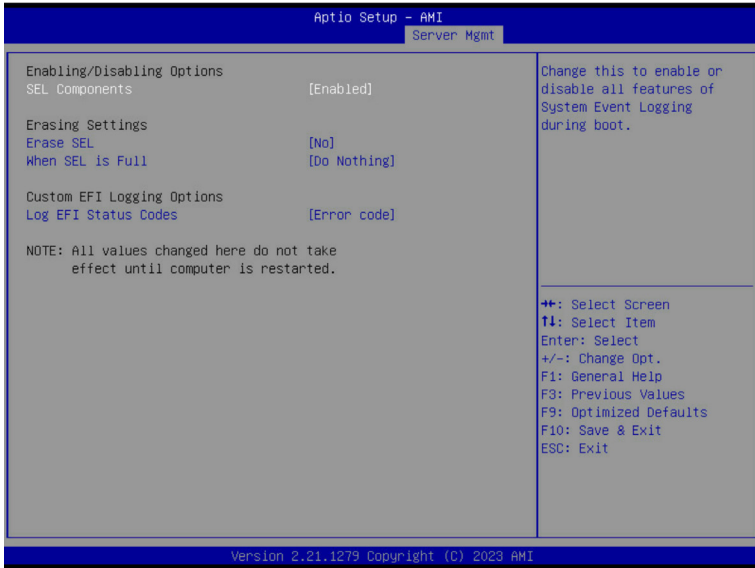 Aptio Setup – AMI
Server Mgmt
Enabling/Disabling Options
SEL Components [Enabled]
Erasing Settings
Erase SEL [No]
When SEL is Full [Do Nothing]
Custom EFI Logging Options
Log EFI Status Codes [Error code]
NOTE: All values changed here do not take
effect until computer is restarted.
Change this to enable or
disable all features of
System Event Logging
during boot.
→←: Select Screen
↑↓: Select Item
Enter: Select
+/-: Change Opt.
F1: General Help
F3: Previous Values
F9: Optimized Defaults
F10: Save & Exit
ESC: Exit
Version 2.21.1279 Copyright (C) 2023 AMI